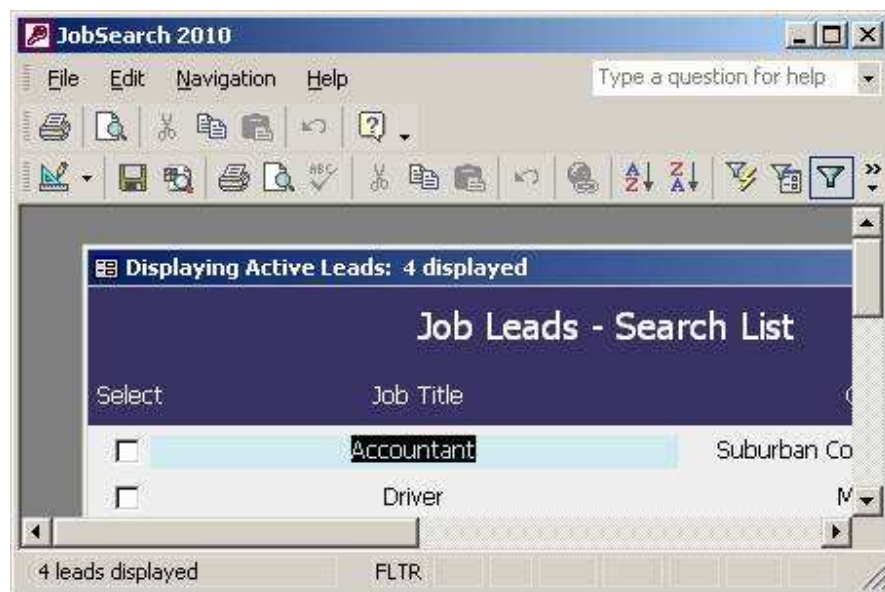 JobSearch 2010
File Edit Navigation Help Type a question for help
ABC
A Z Z A
Displaying Active Leads: 4 displayed
Job Leads - Search List
Select Job Title
Accountant Suburban Co
Driver M
4 leads displayed FLTR